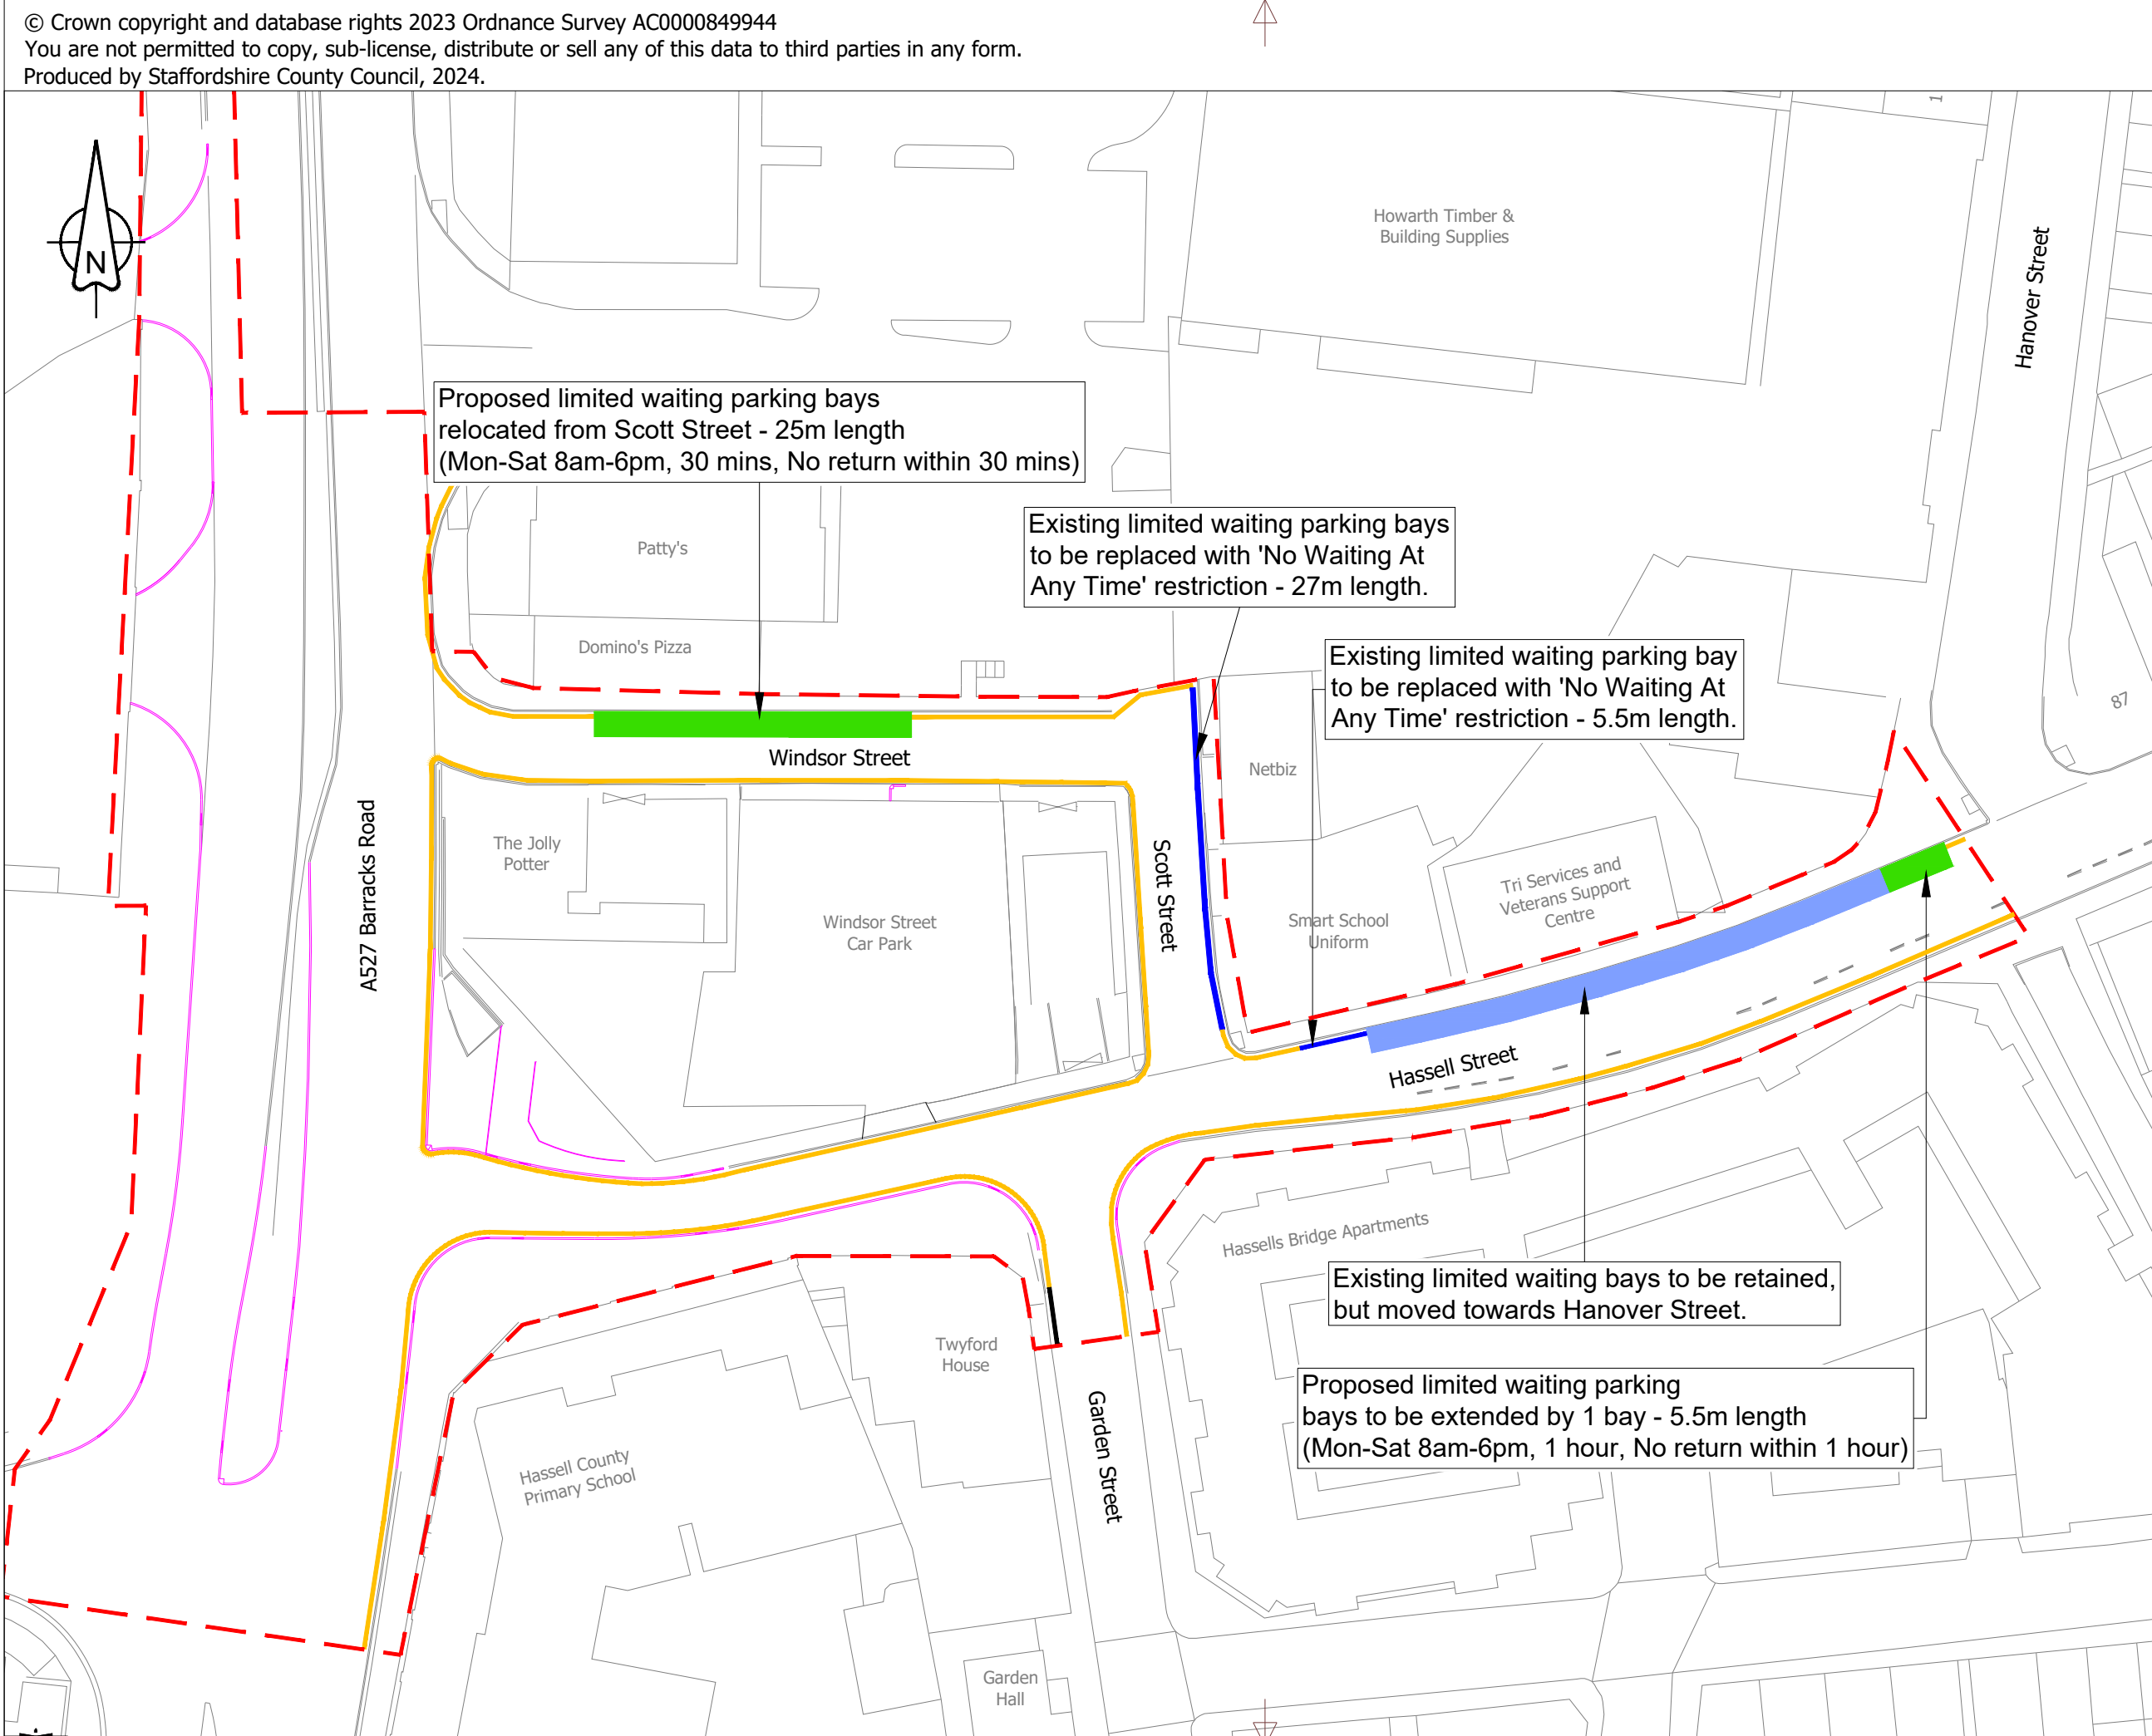 © Crown copyright and database rights 2023 Ordnance Survey AC0000849944
You are not permitted to copy, sub-license, distribute or sell any of this data to third parties in any form.
Produced by Staffordshire County Council, 2024.
1
N
Howarth Timber &
Building Supplies
Hanover Street
Proposed limited waiting parking bays
relocated from Scott Street - 25m length
(Mon-Sat 8am-6pm, 30 mins, No return within 30 mins)
Existing limited waiting parking bays
to be replaced with 'No Waiting At
Any Time' restriction - 27m length.
Patty's
Domino's Pizza
Existing limited waiting parking bay
to be replaced with 'No Waiting At
Any Time' restriction - 5.5m length.
87
Windsor Street
Netbiz
A527 Barracks Road
The Jolly
Potter
Scott Street
Windsor Street
Car Park
Tri Services and
Veterans Support
Centre
Smart School
Uniform
Hassell Street
Hassells Bridge Apartments
Existing limited waiting bays to be retained,
but moved towards Hanover Street.
Twyford
House
Proposed limited waiting parking
bays to be extended by 1 bay - 5.5m length
(Mon-Sat 8am-6pm, 1 hour, No return within 1 hour)
Garden Street
Hassell County
Primary School
Garden
Hall